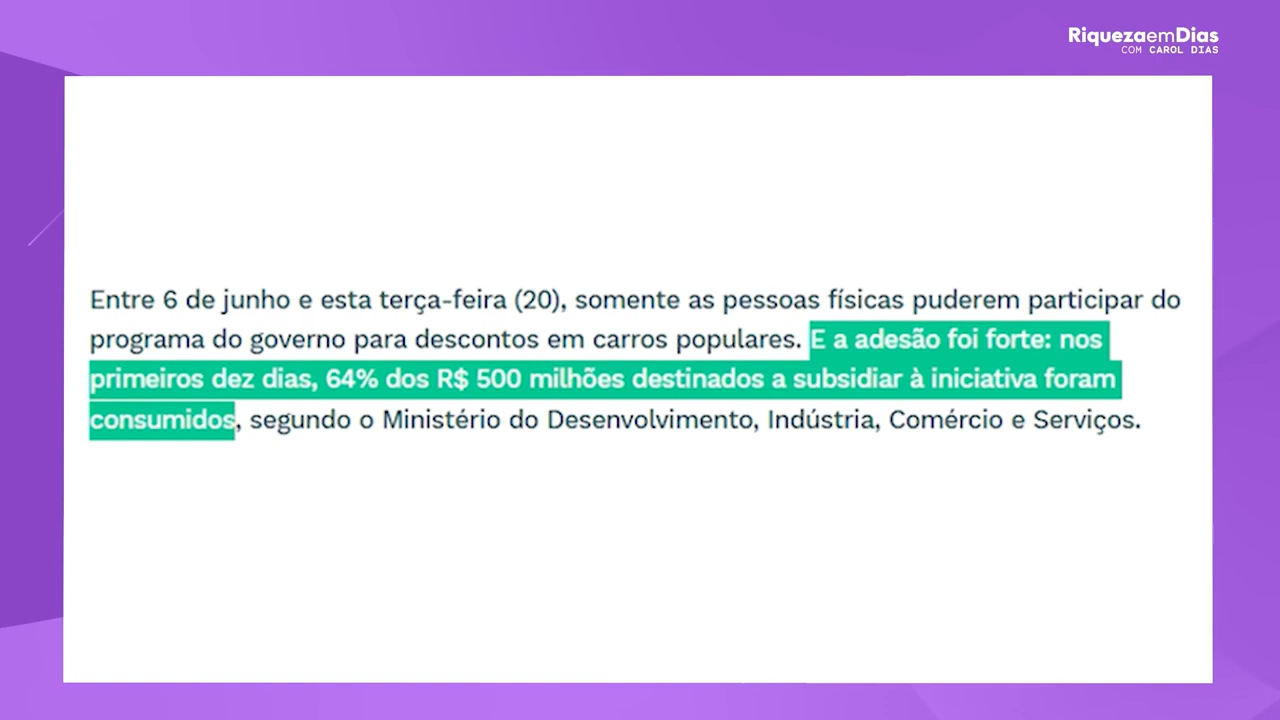 RiquezaemDias
COM CAROL DIAS
Entre 6 de junho e esta terça-feira (20), somente as pessoas físicas puderem participar do
programa do governo para descontos em carros populares. E a adesão foi forte: nos
primeiros dez dias, 64% dos R$ 500 milhões destinados a subsidiar à iniciativa foram
consumidos, segundo o Ministério do Desenvolvimento, Indústria, Comércio e Serviços.